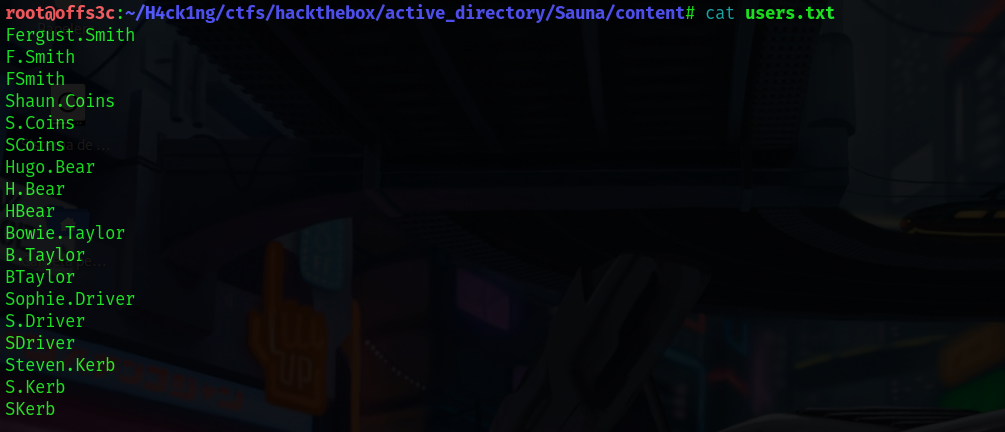 root@offs3c:~/H4ck1ng/ctfs/hackthebox/active_directory/Sauna/content# cat users.txt
Fergust.Smith
F.Smith
FSmith
Shaun.Coins
S.Coins
SCoins
Hugo.Bear
H.Bear
HBear
Bowie.Taylor
B.Taylor
BTaylor
Sophie.Driver
S.Driver
SDriver
Steven.Kerb
S.Kerb
SKerb
UP